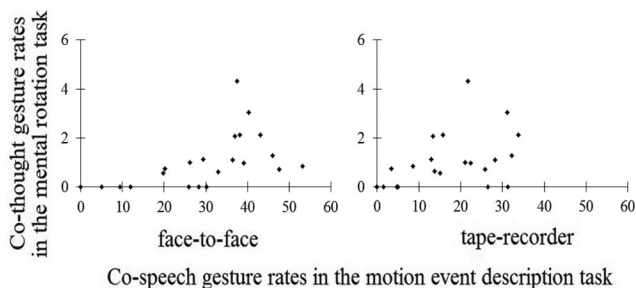 Co-thought gesture rates
in the mental rotation task
6
4
2
0
0 10 20 30 40 50 60
face-to-face
6
4
2
0
0 10 20 30 40 50 60
tape-recorder
Co-speech gesture rates in the motion event description task